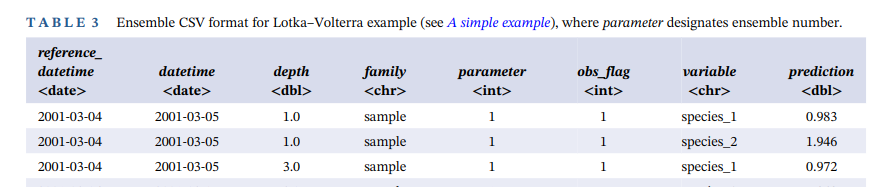 TABLE 3 Ensemble CSV format for Lotka–Volterra example (see A simple example), where parameter designates ensemble number.
reference_
datetime datetime depth family parameter obs_flag variable prediction
<date> <date> <dbl> <chr> <int> <int> <chr> <dbl>
2001-03-04 2001-03-05 1.0 sample 1 1 species_1 0.983
2001-03-04 2001-03-05 1.0 sample 1 1 species_2 1.946
2001-03-04 2001-03-05 3.0 sample 1 1 species_1 0.972